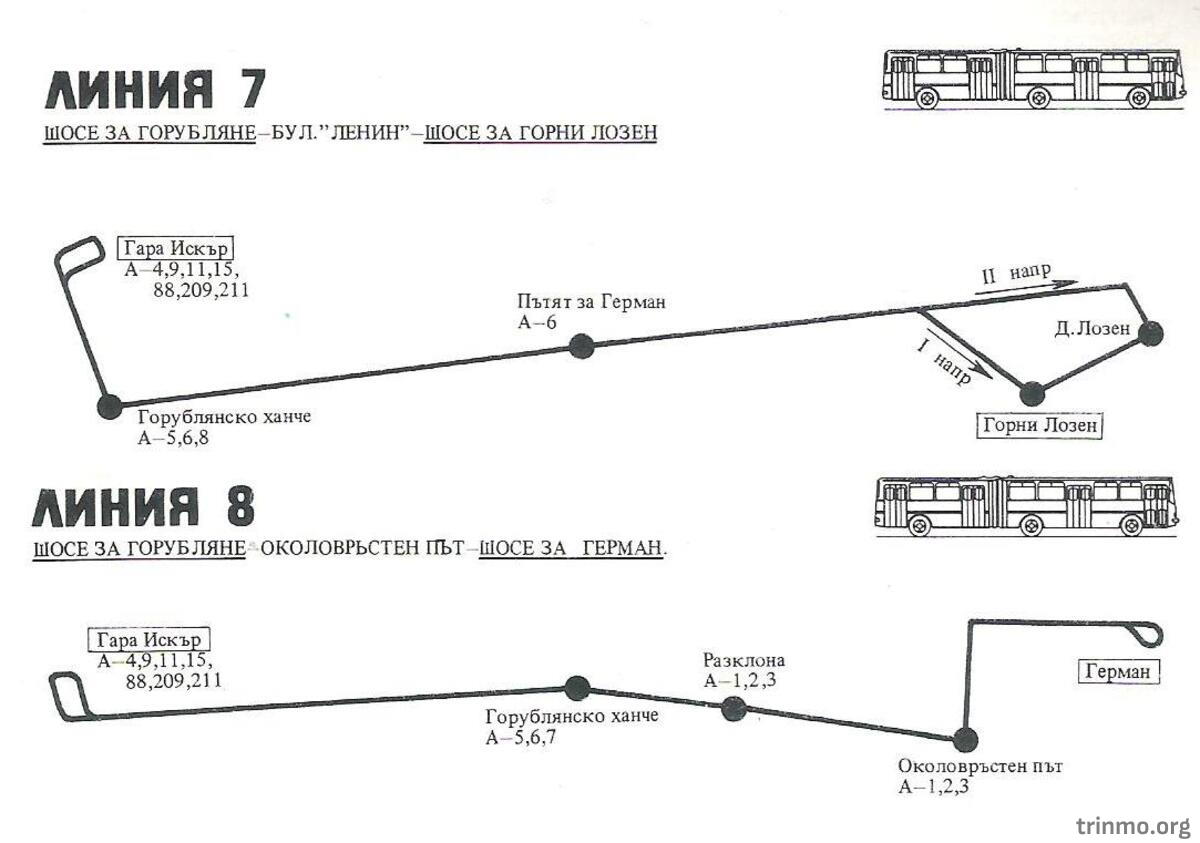 ЛИНИЯ 7
ШОСЕ ЗА ГОРУБЛЯНЕ–БУЛ."ЛЕНИН"–ШОСЕ ЗА ГОРНИ ЛОЗЕН
Гара Искър
А–4,9,11,15,
88,209,211
II напр
Пътят за Герман
А–6
Д.Лозен
I напр
Горублянско ханче
А–5,6,8
Горни Лозен
ЛИНИЯ 8
ШОСЕ ЗА ГОРУБЛЯНЕ–ОКОЛОВРЪСТЕН ПЪТ–ШОСЕ ЗА ГЕРМАН.
Гара Искър
А–4,9,11,15,
88,209,211
Разклона
А–1,2,3
Герман
Горублянско ханче
А–5,6,7
Околовръстен път
А–1,2,3
trinmo.org